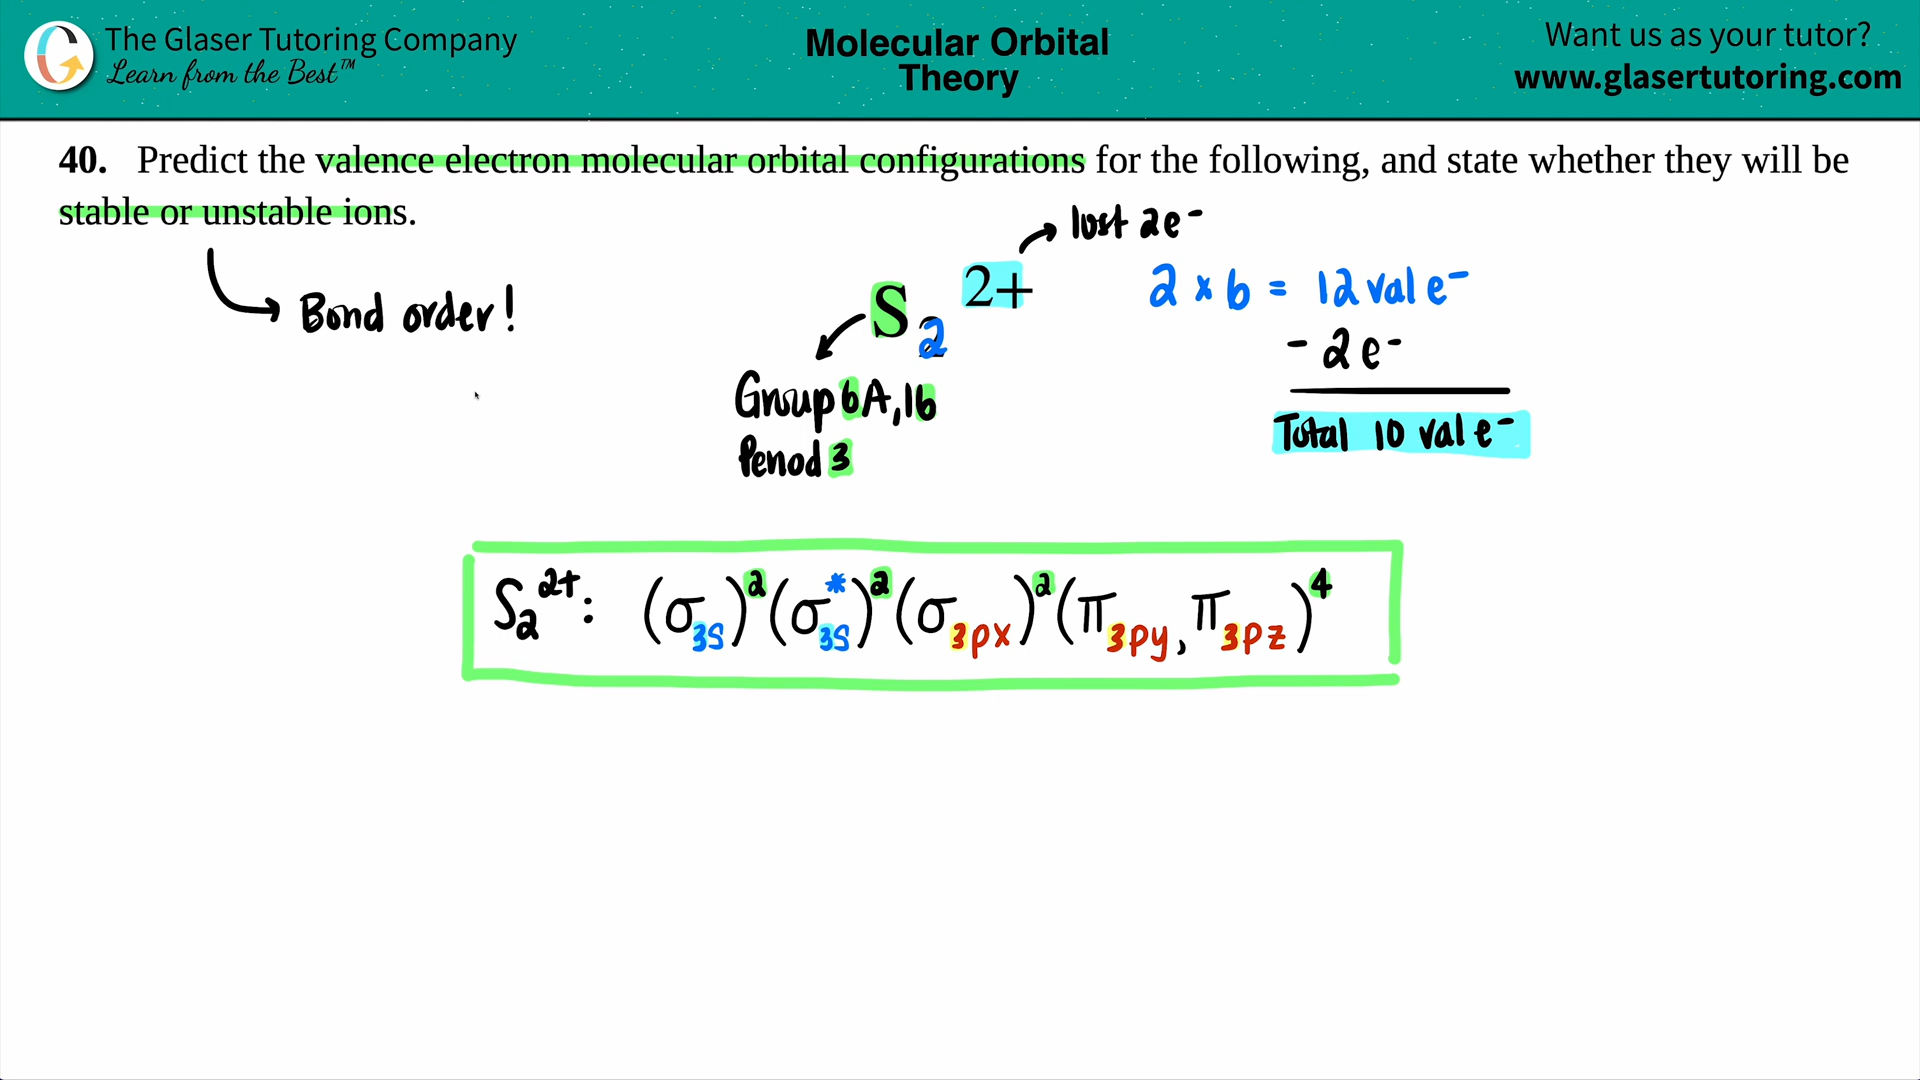 The Glaser Tutoring Company
Learn from the Best™
Molecular Orbital
Theory
Want us as your tutor?
www.glasertutoring.com
40. Predict the valence electron molecular orbital configurations for the following, and state whether they will be
stable or unstable ions.
Bond order!
S₂ 2+
lost 2e⁻
Group 6A, 16
Period 3
2 × 6 = 12 val e⁻
- 2e⁻
Total 10 val e⁻
S₂²⁺: (σ3s)² (σ*3s)² (σ3px)² (π3py, π3pz)⁴